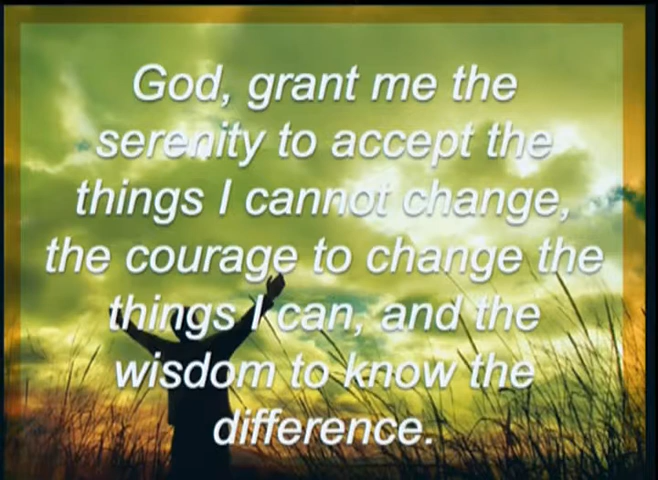 God, grant me the
serenity to accept the
things I cannot change,
the courage to change the
things I can, and the
wisdom to know the
difference.